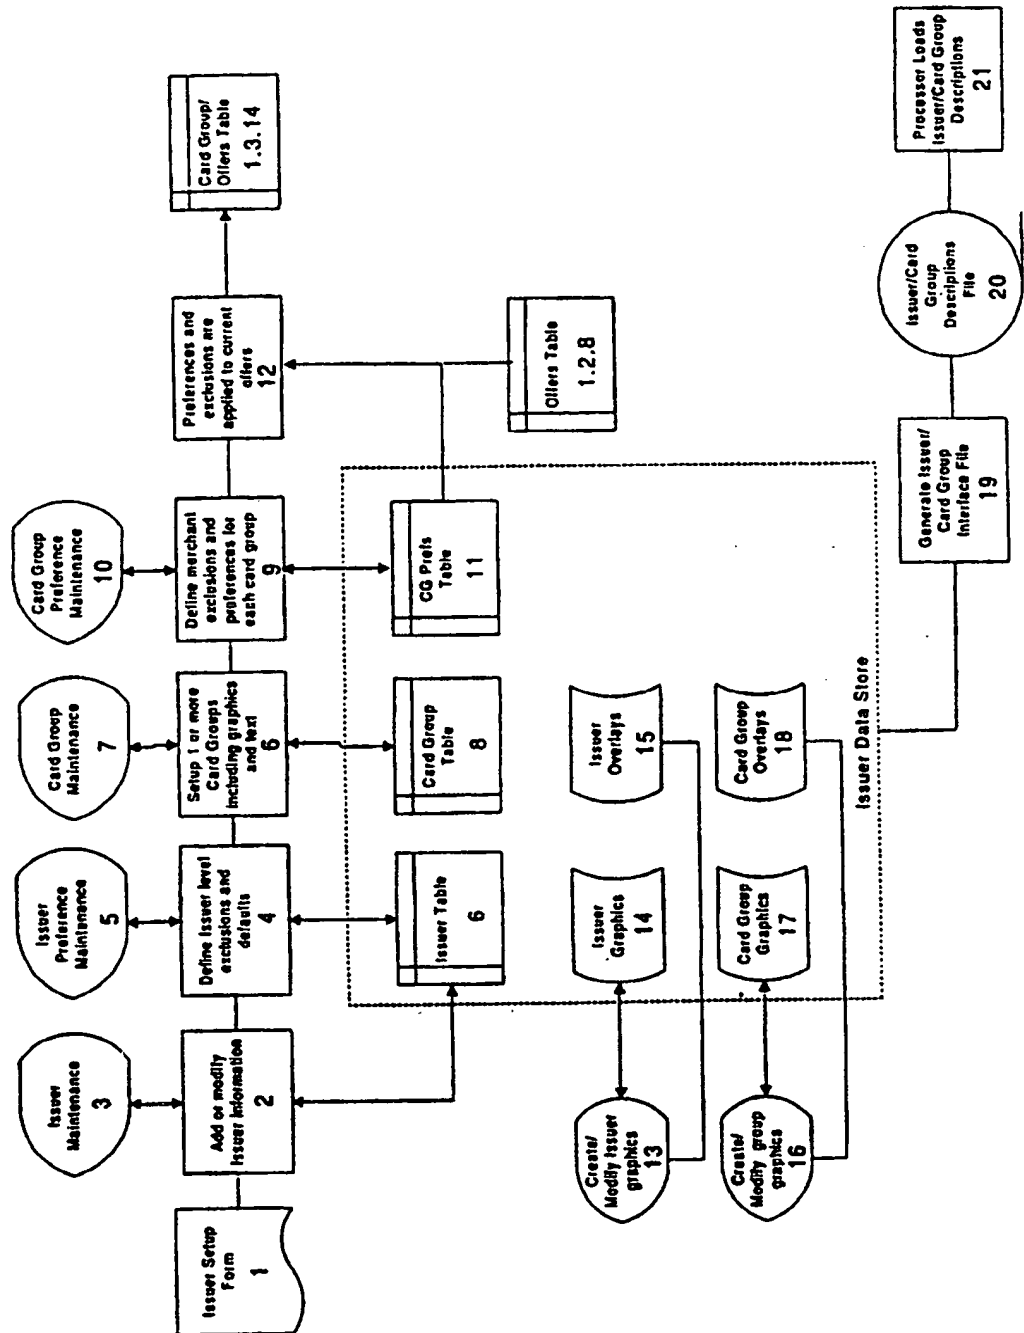 Issuer Setup
Form
1
Add or modify
Issuer Information
2
Issuer
Maintenance
3
Define Issuer level
exclusions and
defaults
4
Issuer
Preference
Maintenance
5
Setup 1 or more
Card Groups
including graphics
and text
6
Card Group
Maintenance
7
Define merchant
exclusions and
preferences for
each card group
9
Card Group
Preference
Maintenance
10
Preferences and
exclusions are
applied to current
offers
12
Card Group/
Offers Table
1.3.14
Issuer Table
6
Card Group
Table
8
CG Prefs
Table
11
Offers Table
1.2.8
Create/
Modify Issuer
graphics
13
Issuer
Graphics
14
Issuer
Overlays
15
Create/
Modify group
graphics
16
Card Group
Graphics
17
Card Group
Overlays
18
Issuer Data Store
Generate Issuer/
Card Group
Interface File
19
Issuer/Card
Group
Descriptions
File
20
Processor Loads
Issuer/Card Group
Descriptions
21